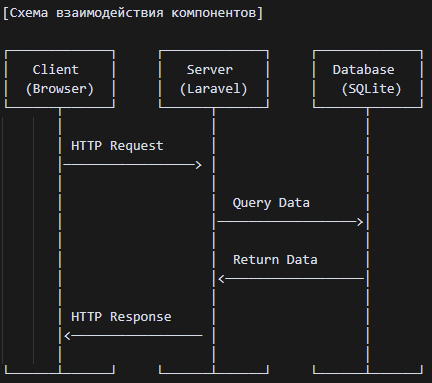 [Схема взаимодействия компонентов]
Client Server Database
(Browser) (Laravel) (SQLite)
HTTP Request
Query Data
Return Data
HTTP Response